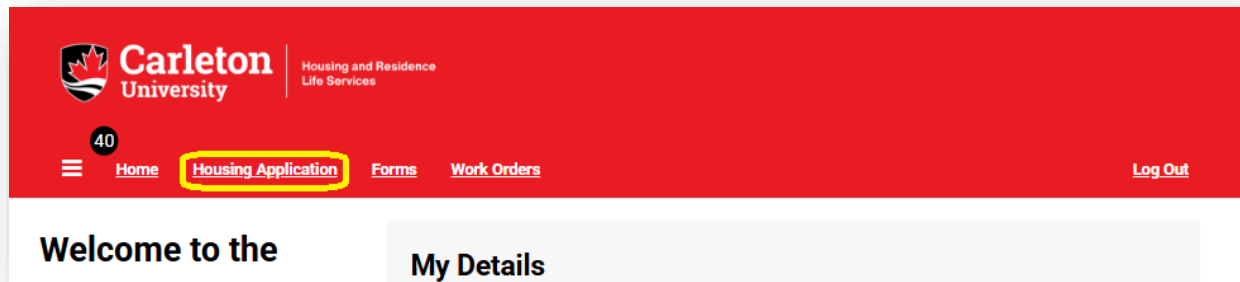 Carleton
University
Housing and Residence
Life Services
40
Home Housing Application Forms Work Orders Log Out
Welcome to the
My Details